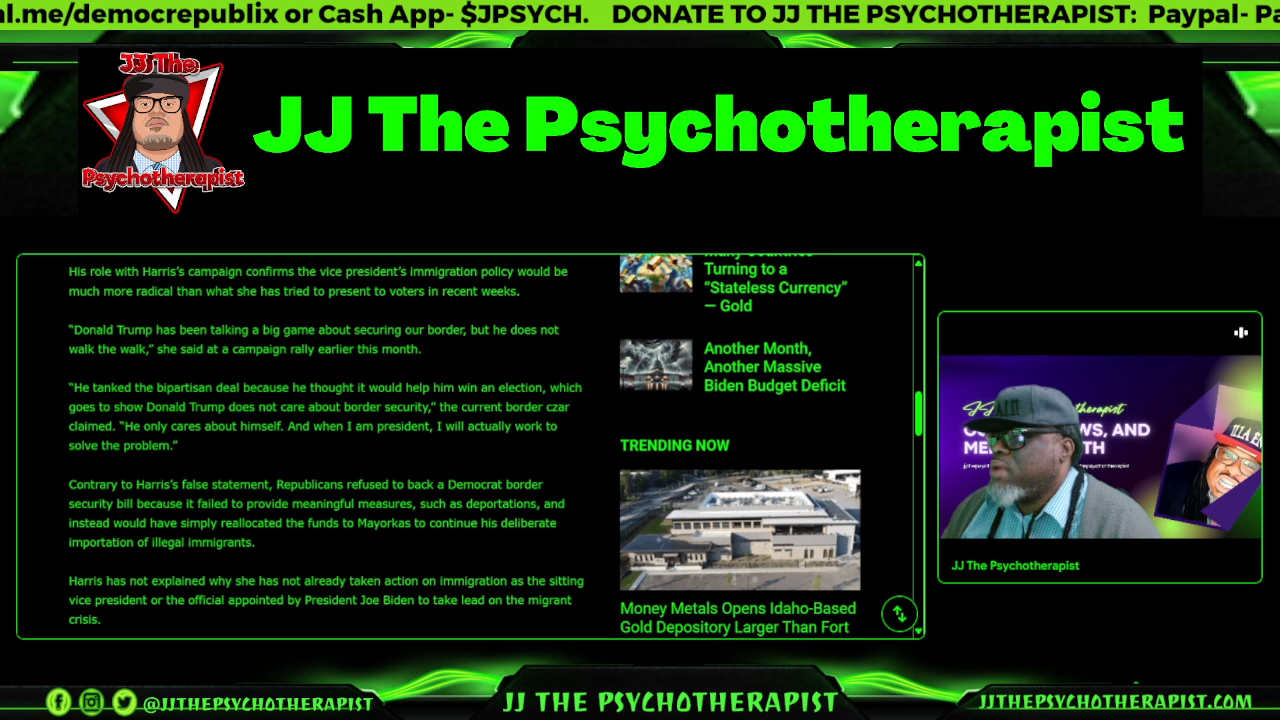 al.me/democrepublix or Cash App- $JPSYCH. DONATE TO JJ THE PSYCHOTHERAPIST: Paypal- Pa
JJ The
Psychotherapist
JJ The Psychotherapist
His role with Harris’s campaign confirms the vice president’s immigration policy would be
much more radical than what she has tried to present to voters in recent weeks.
“Donald Trump has been talking a big game about securing our border, but he does not
walk the walk,” she said at a campaign rally earlier this month.
“He tanked the bipartisan deal because he thought it would help him win an election, which
goes to show Donald Trump does not care about border security,” the current border czar
claimed. “He only cares about himself. And when I am president, I will actually work to
solve the problem.”
Contrary to Harris’s false statement, Republicans refused to back a Democrat border
security bill because it failed to provide meaningful measures, such as deportations, and
instead would have simply reallocated the funds to Mayorkas to continue his deliberate
importation of illegal immigrants.
Harris has not explained why she has not already taken action on immigration as the sitting
vice president or the official appointed by President Joe Biden to take lead on the migrant
crisis.
Many Countries
Turning to a
“Stateless Currency”
— Gold
Another Month,
Another Massive
Biden Budget Deficit
TRENDING NOW
Money Metals Opens Idaho-Based
Gold Depository Larger Than Fort
WS, AND
TH
JJ The Psychotherapist
@JJTHEPSYCHOTHERAPIST
JJ THE PSYCHOTHERAPIST
JJTHEPSYCHOTHERAPIST.COM